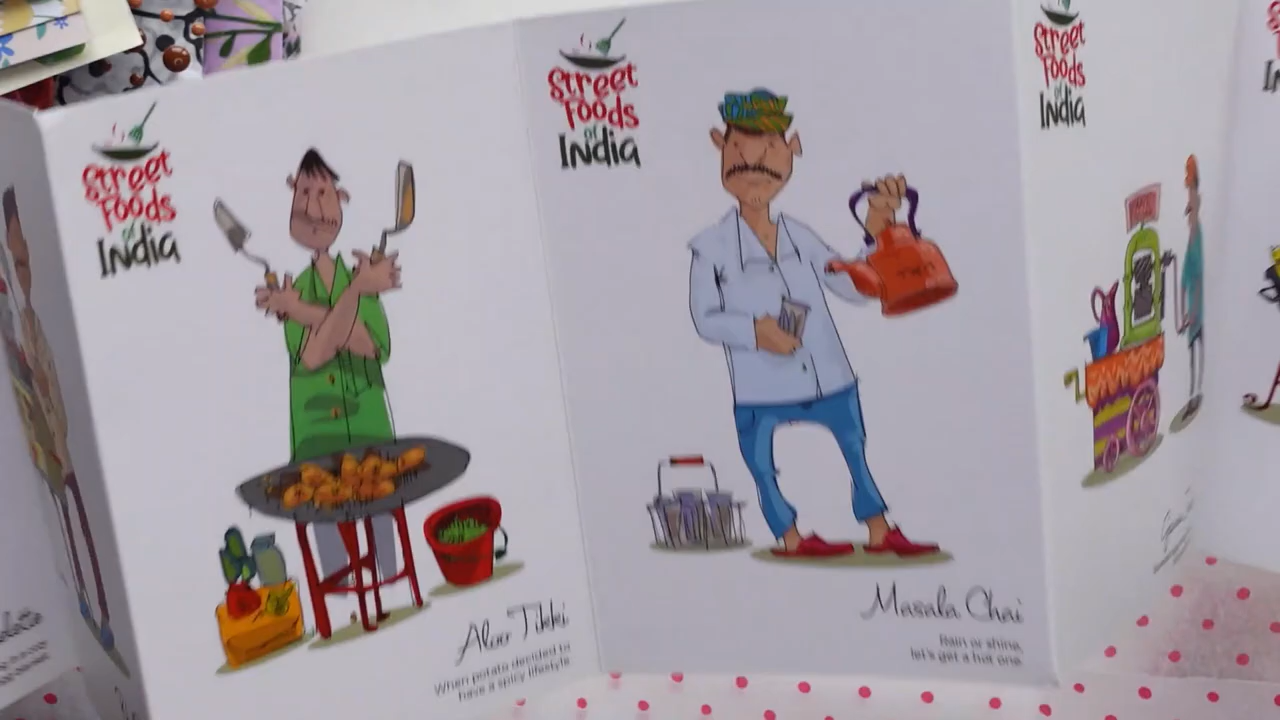 Street
Foods
of
India
Aloo Tikki
When potato decided to
have a spicy lifestyle
Street
Foods
of
India
Masala Chai
Rain or shine,
let's get a hot one.
Street
Foods
of
India